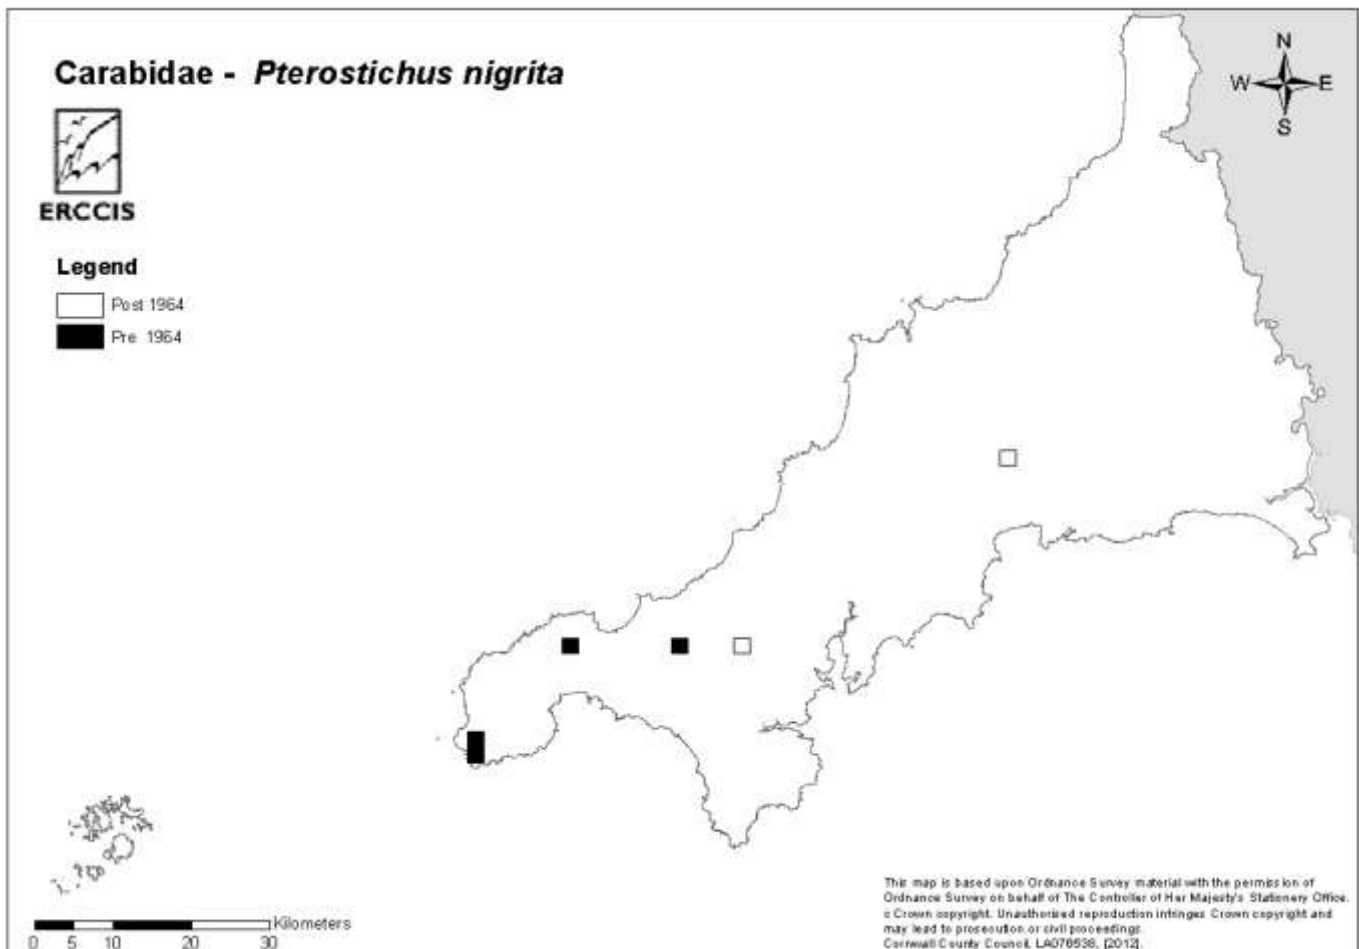 Carabidae - Pterostichus nigrita
N
W E
S
ERCCIS
Legend
Post 1964
Pre 1964
This map is based upon Ordnance Survey material with the permission of
Ordnance Survey on behalf of The Controller of Her Majesty's Stationery Office.
c Crown copyright. Unauthorised reproduction infringes Crown copyright and
may lead to prosecution or civil proceedings
Cornwall County Council, LA076538, [2012].
Kilometers
0 5 10 20 30